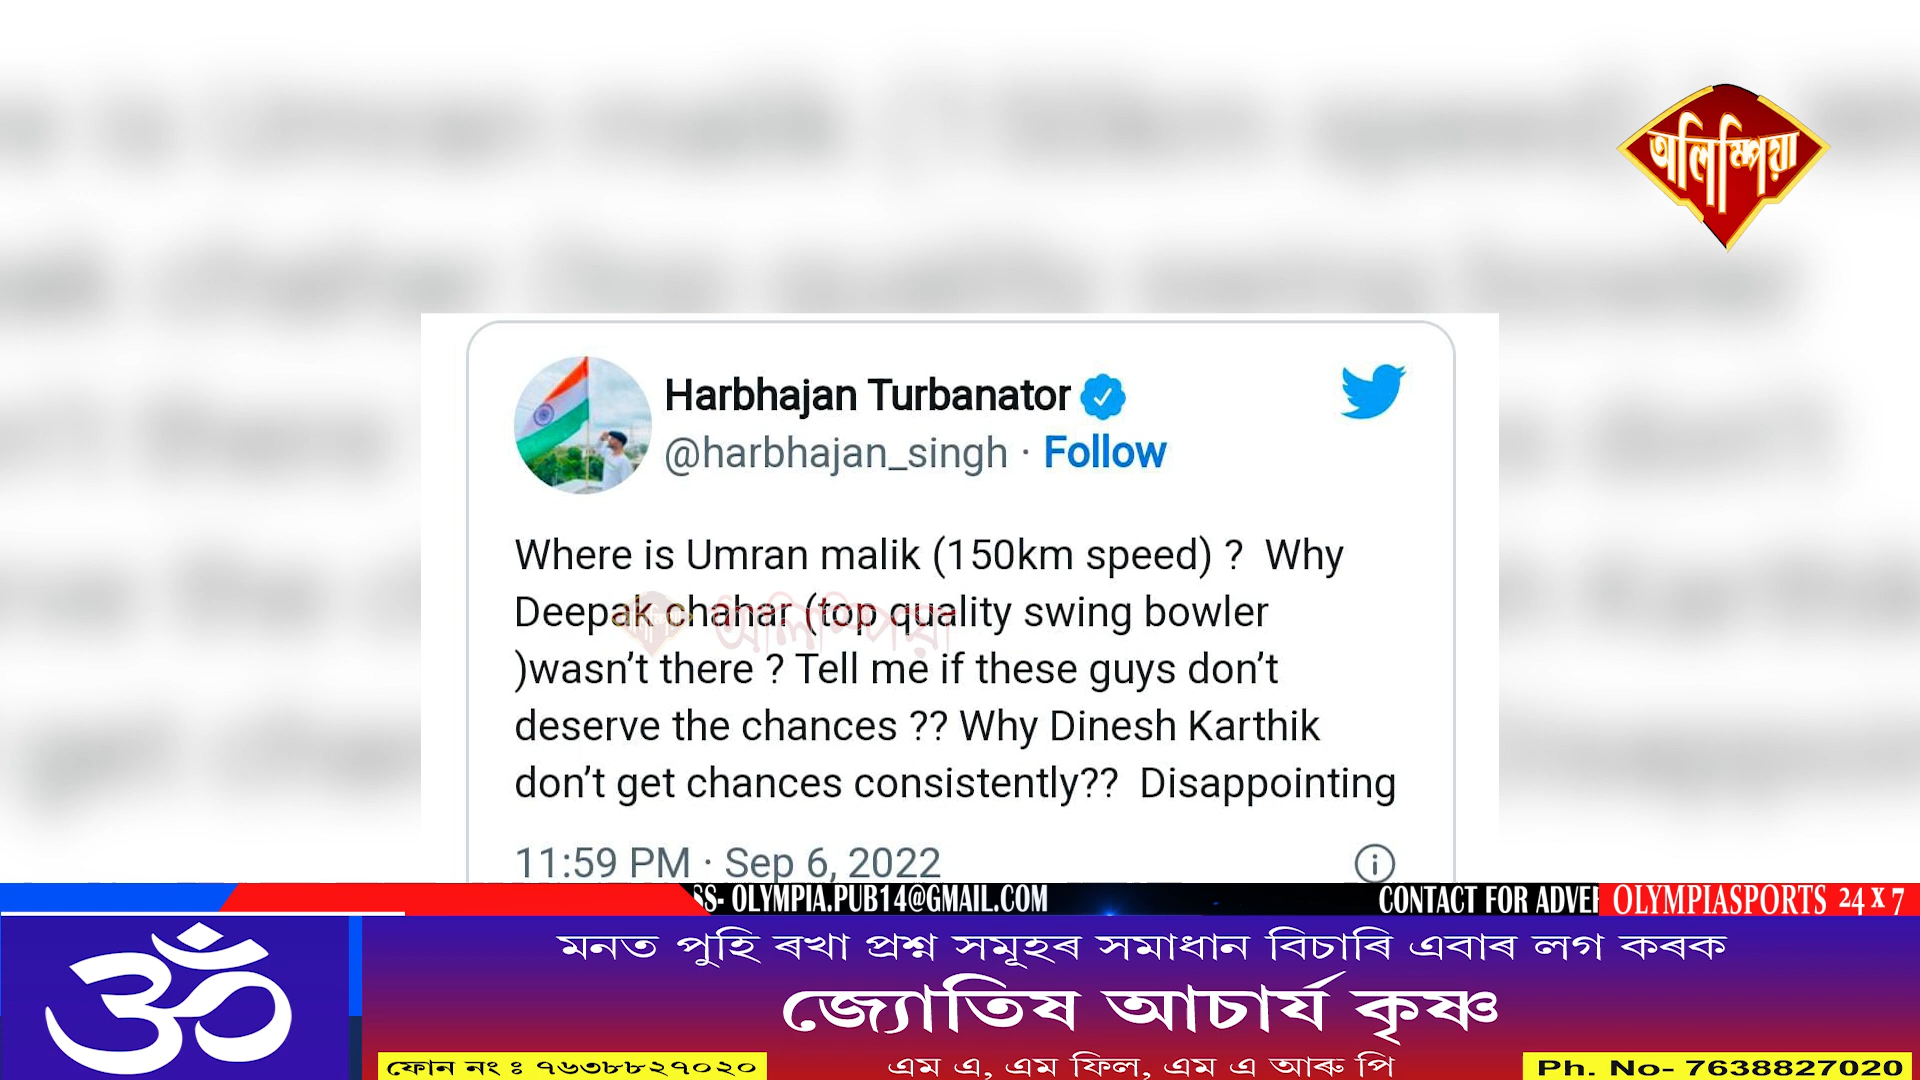 অলিম্পিয়া
Harbhajan Turbanator
@harbhajan_singh · Follow
Where is Umran malik (150km speed) ?  Why
Deepak chahar (top quality swing bowler
)wasn’t there ? Tell me if these guys don’t
deserve the chances ?? Why Dinesh Karthik
don’t get chances consistently??  Disappointing
অলিম্পিয়া
11:59 PM · Sep 6, 2022
SS- OLYMPIA.PUB14@GMAIL.COM
CONTACT FOR ADVER
OLYMPIASPORTS 24 X 7
ॐ
মনত পুহি ৰখা প্ৰশ্ন সমূহৰ সমাধান বিচাৰি এবাৰ লগ কৰক
জ্যোতিষ আচাৰ্য কৃষ্ণ
ফোন নং ঃ ৭৬৩৮৮২৭০২০
এম এ, এম ফিল, এম এ আৰু পি
Ph. No- 7638827020